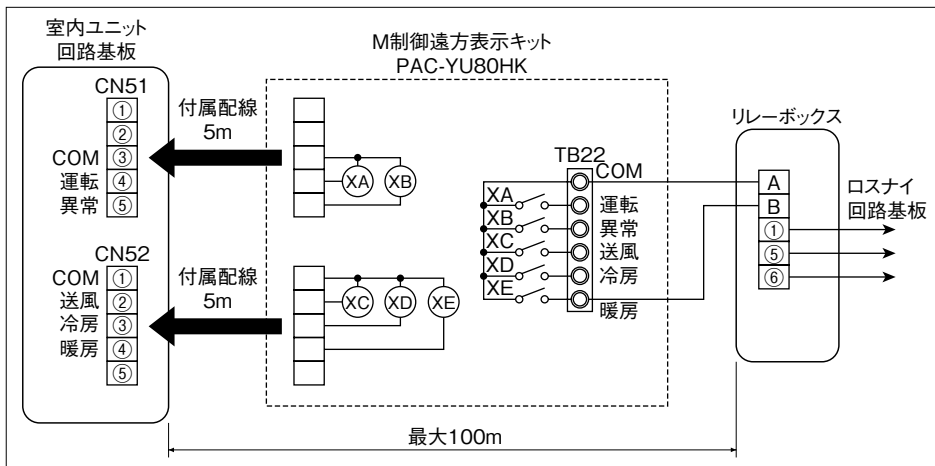 室内ユニット
回路基板
CN51
①
②
COM ③
運転 ④
異常 ⑤
CN52
COM ①
送風 ②
冷房 ③
暖房 ④
⑤
付属配線
5m
付属配線
5m
M制御遠方表示キット
PAC-YU80HK
XA XB
XC XD XE
TB22
COM
XA 運転
XB 異常
XC 送風
XD 冷房
XE 暖房
リレーボックス
A
B
①
⑤
⑥
ロスナイ
回路基板
最大100m